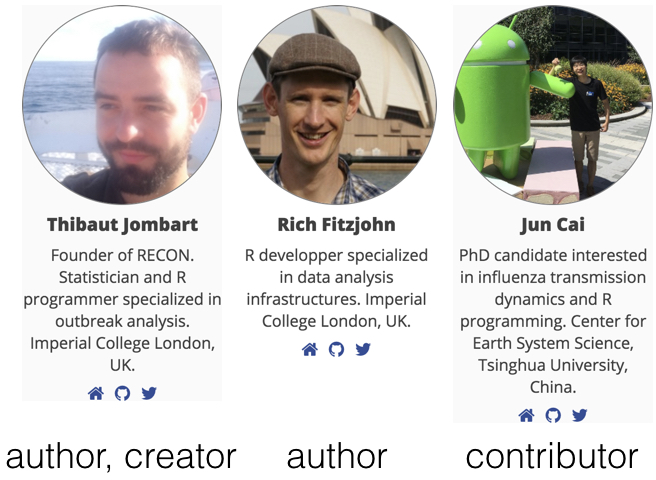 Thibaut Jombart
Founder of RECON.
Statistician and R
programmer specialized in
outbreak analysis.
Imperial College London,
UK.
author, creator
Rich Fitzjohn
R developper specialized
in data analysis
infrastructures. Imperial
College London, UK.
author
Jun Cai
PhD candidate interested
in influenza transmission
dynamics and R
programming. Center for
Earth System Science,
Tsinghua University,
China.
contributor